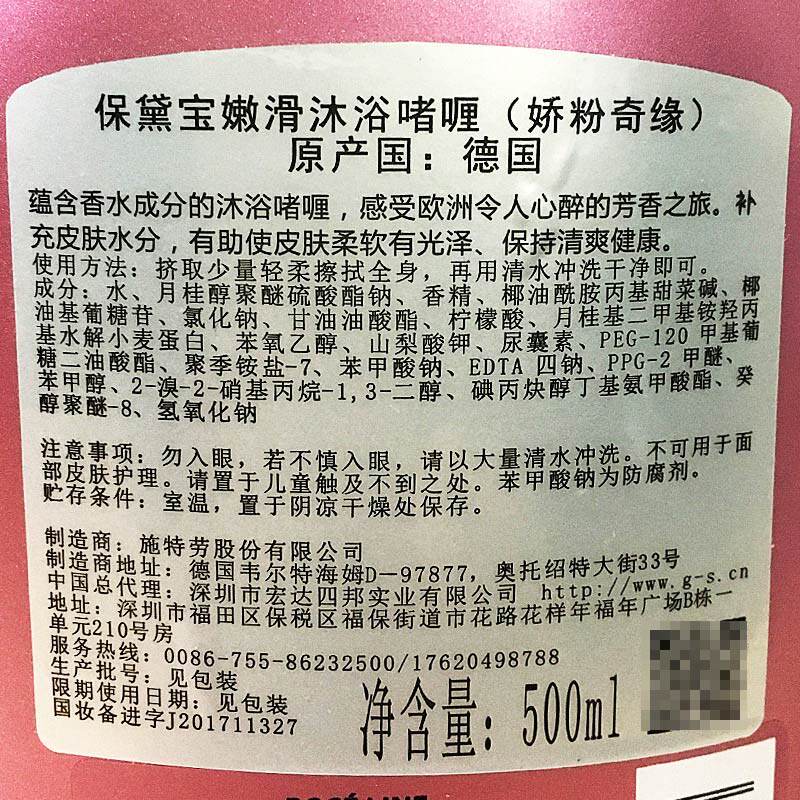 保黛宝嫩滑沐浴啫喱（娇粉奇缘）
原产国：德国
蕴含香水成分的沐浴啫喱，感受欧洲令人心醉的芳香之旅。补
充皮肤水分，有助使皮肤柔软有光泽、保持清爽健康。
使用方法：挤取少量轻柔擦拭全身，再用清水冲洗干净即可。
成分：水、月桂醇聚醚硫酸酯钠、香精、椰油酰胺丙基甜菜碱、椰
油基葡糖苷、氯化钠、甘油油酸酯、柠檬酸、月桂基二甲基铵羟丙
基水解小麦蛋白、苯氧乙醇、山梨酸钾、尿囊素、PEG-120 甲基葡
糖二油酸酯、聚季铵盐-7、苯甲酸钠、EDTA 四钠、PPG-2 甲醚、
苯甲醇、2-溴-2-硝基丙烷-1,3-二醇、碘丙炔醇丁基氨甲酸酯、癸
醇聚醚-8、氢氧化钠
注意事项：勿入眼，若不慎入眼，请以大量清水冲洗。不可用于面
部皮肤护理。请置于儿童触及不到之处。苯甲酸钠为防腐剂。
贮存条件：室温，置于阴凉干燥处保存。
制造商：施特劳股份有限公司
制造商地址：德国韦尔特海姆D-97877，奥托绍特大街33号
中国总代理：深圳市宏达四邦实业有限公司 http://www.g-s.cn
地址：深圳市福田区保税区福保街道市花路花样年福年广场B栋一
单元210号房
服务热线：0086-755-86232500/17620498788
生产批号：见包装
限期使用日期：见包装
国妆备进字J201711327
净含量：500ml